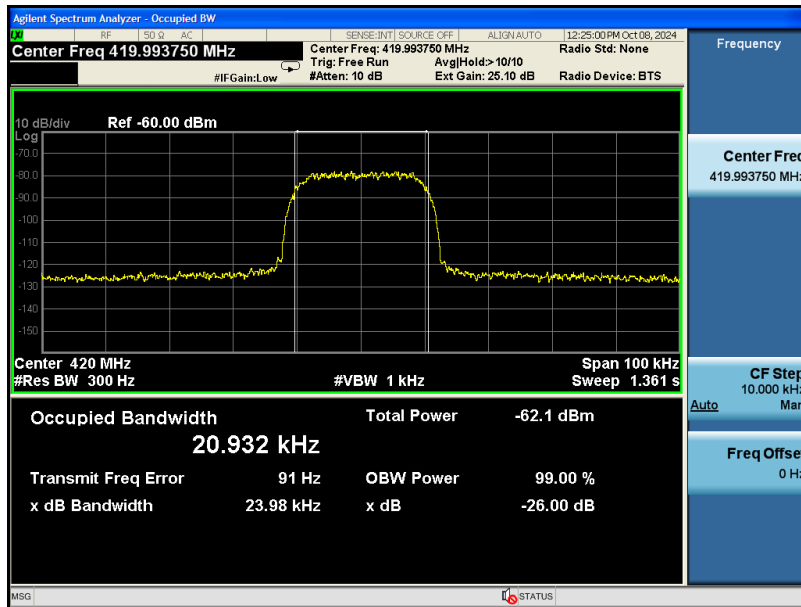 Agilent Spectrum Analyzer - Occupied BW
LXI RF 50 Ω AC SENSE:INT SOURCE OFF ALIGN AUTO 12:25:00 PM Oct 08, 2024
Center Freq 419.993750 MHz
#IFGain:Low
Center Freq: 419.993750 MHz
Trig: Free Run Avg|Hold:>10/10
#Atten: 10 dB Ext Gain: 25.10 dB
Radio Std: None
Radio Device: BTS
10 dB/div Ref -60.00 dBm
Log
-70.0
-80.0
-90.0
-100
-110
-120
-130
-140
-150
Center 420 MHz Span 100 kHz
#Res BW 300 Hz #VBW 1 kHz Sweep 1.361 s
Occupied Bandwidth Total Power -62.1 dBm
20.932 kHz
Transmit Freq Error 91 Hz OBW Power 99.00 %
x dB Bandwidth 23.98 kHz x dB -26.00 dB
MSG STATUS
Frequency
Center Freq
419.993750 MHz
CF Step
10.000 kHz
Auto Man
Freq Offset
0 Hz